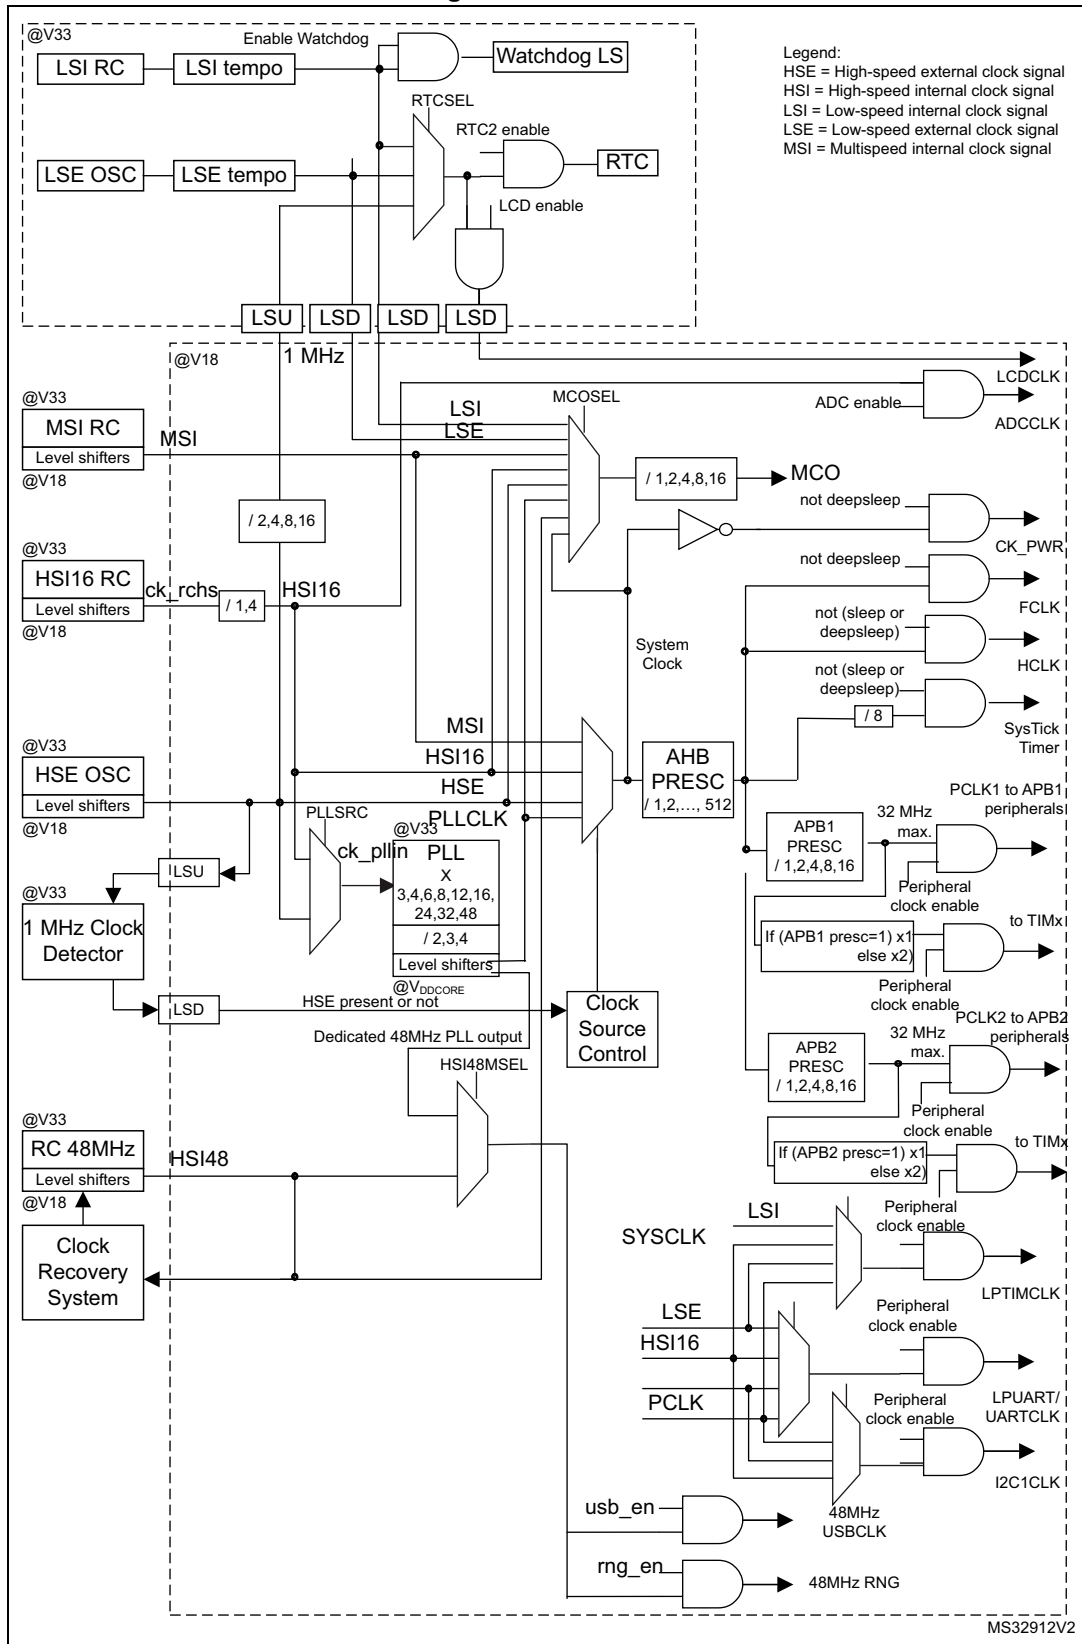 @V33
Enable Watchdog
LSI RC
LSI tempo
Watchdog LS
Legend:
HSE = High-speed external clock signal
HSI = High-speed internal clock signal
LSI = Low-speed internal clock signal
LSE = Low-speed external clock signal
MSI = Multispeed internal clock signal
RTCSEL
RTC2 enable
LSE OSC
LSE tempo
RTC
LCD enable
LSU
LSD
LSD
LSD
@V18
1 MHz
LCDCLK
@V33
MSI RC
Level shifters
@V18
MSI
LSI
LSE
MCOSEL
ADC enable
ADCCLK
/ 1,2,4,8,16
MCO
/ 2,4,8,16
not deepsleep
CK_PWR
@V33
HSI16 RC
Level shifters
@V18
ck_rchs
/ 1,4
HSI16
not deepsleep
FCLK
not (sleep or
deepsleep)
HCLK
System
Clock
not (sleep or
deepsleep)
/ 8
SysTick
Timer
@V33
HSE OSC
Level shifters
@V18
MSI
HSI16
HSE
PLLCLK
AHB
PRESC
/ 1,2,..., 512
PCLK1 to APB1
peripherals
32 MHz
max.
APB1
PRESC
/ 1,2,4,8,16
Peripheral
clock enable
PLLSRC
ck_pllin
@V33
PLL
X
3,4,6,8,12,16,
24,32,48
/ 2,3,4
Level shifters
@VDDCORE
LSU
@V33
1 MHz Clock
Detector
LSD
HSE present or not
Clock
Source
Control
If (APB1 presc=1) x1
else x2)
to TIMx
Peripheral
clock enable
PCLK2 to APB2
peripherals
32 MHz
max.
APB2
PRESC
/ 1,2,4,8,16
Peripheral
clock enable
Dedicated 48MHz PLL output
HSI48MSEL
@V33
RC 48MHz
Level shifters
@V18
HSI48
If (APB2 presc=1) x1
else x2)
to TIMx
Peripheral
clock enable
Clock
Recovery
System
LSI
SYSCLK
LPTIMCLK
LSE
HSI16
PCLK
Peripheral
clock enable
LPUART/
UARTCLK
Peripheral
clock enable
I2C1CLK
usb_en
48MHz
USBCLK
rng_en
48MHz RNG
MS32912V2